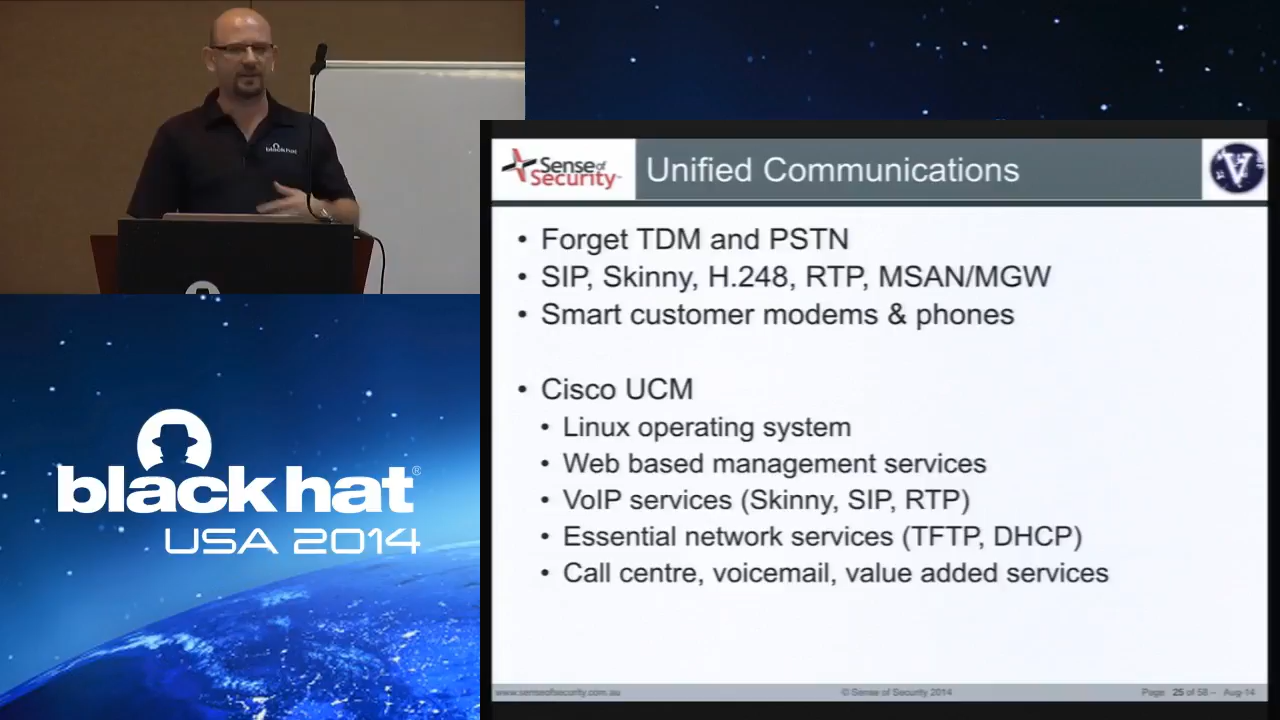 black hat
Sense of
Security™
Unified Communications
V
• Forget TDM and PSTN
• SIP, Skinny, H.248, RTP, MSAN/MGW
• Smart customer modems & phones
• Cisco UCM
• Linux operating system
• Web based management services
• VoIP services (Skinny, SIP, RTP)
• Essential network services (TFTP, DHCP)
• Call centre, voicemail, value added services
www.senseofsecurity.com.au
© Sense of Security 2014
Page 25 of 58 – Aug-14
black hat®
USA 2014